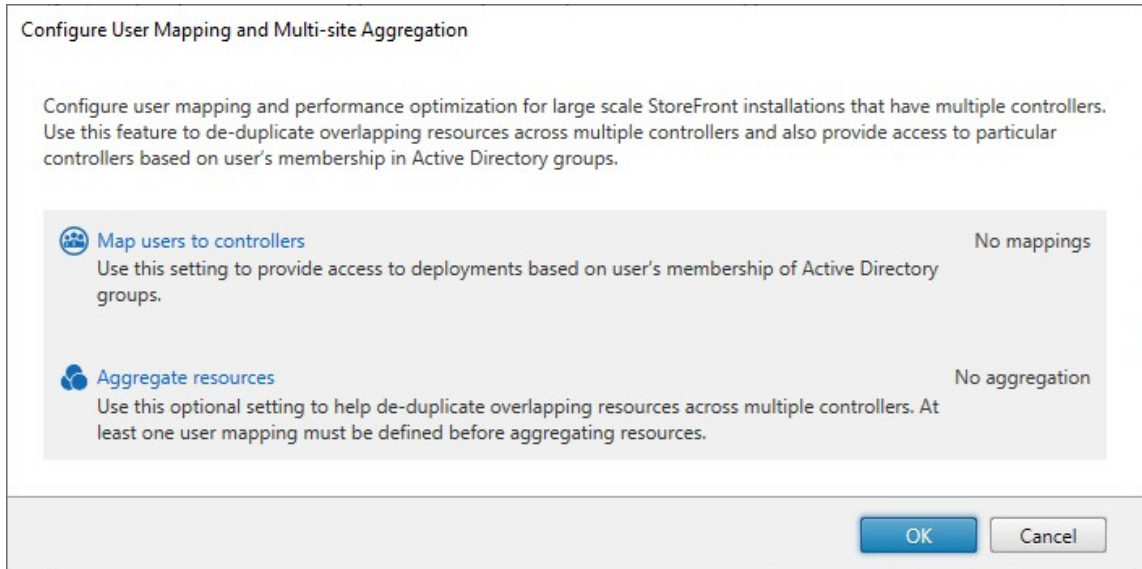 Configure User Mapping and Multi-site Aggregation
Configure user mapping and performance optimization for large scale StoreFront installations that have multiple controllers.
Use this feature to de-duplicate overlapping resources across multiple controllers and also provide access to particular
controllers based on user's membership in Active Directory groups.
Map users to controllers
No mappings
Use this setting to provide access to deployments based on user's membership of Active Directory
groups.
Aggregate resources
No aggregation
Use this optional setting to help de-duplicate overlapping resources across multiple controllers. At
least one user mapping must be defined before aggregating resources.
OK
Cancel